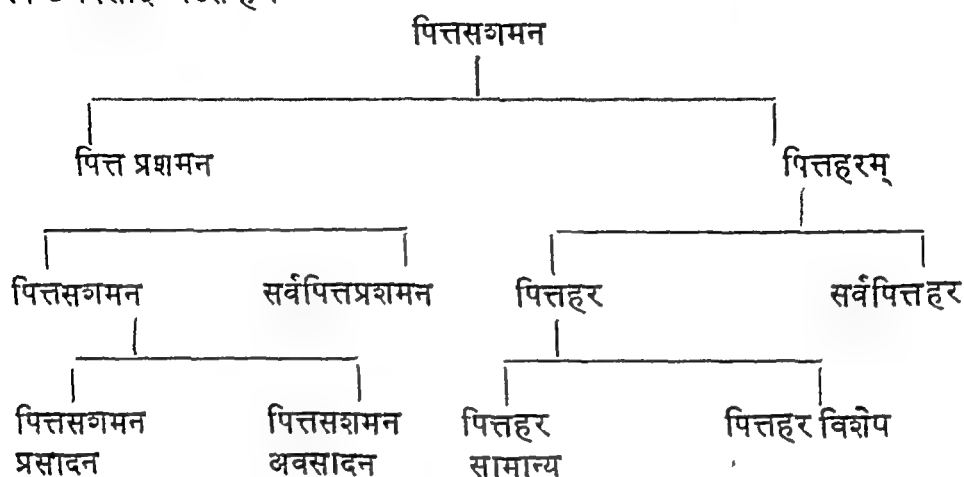 पित्तसशमन
पित्त प्रशमन पित्तहरम्
पित्तसशमन सर्वपित्तप्रशमन पित्तहर सर्वपित्तहर
पित्तसशमन पित्तसशमन पित्तहर पित्तहर विशेप
प्रसादन अवसादन सामान्य